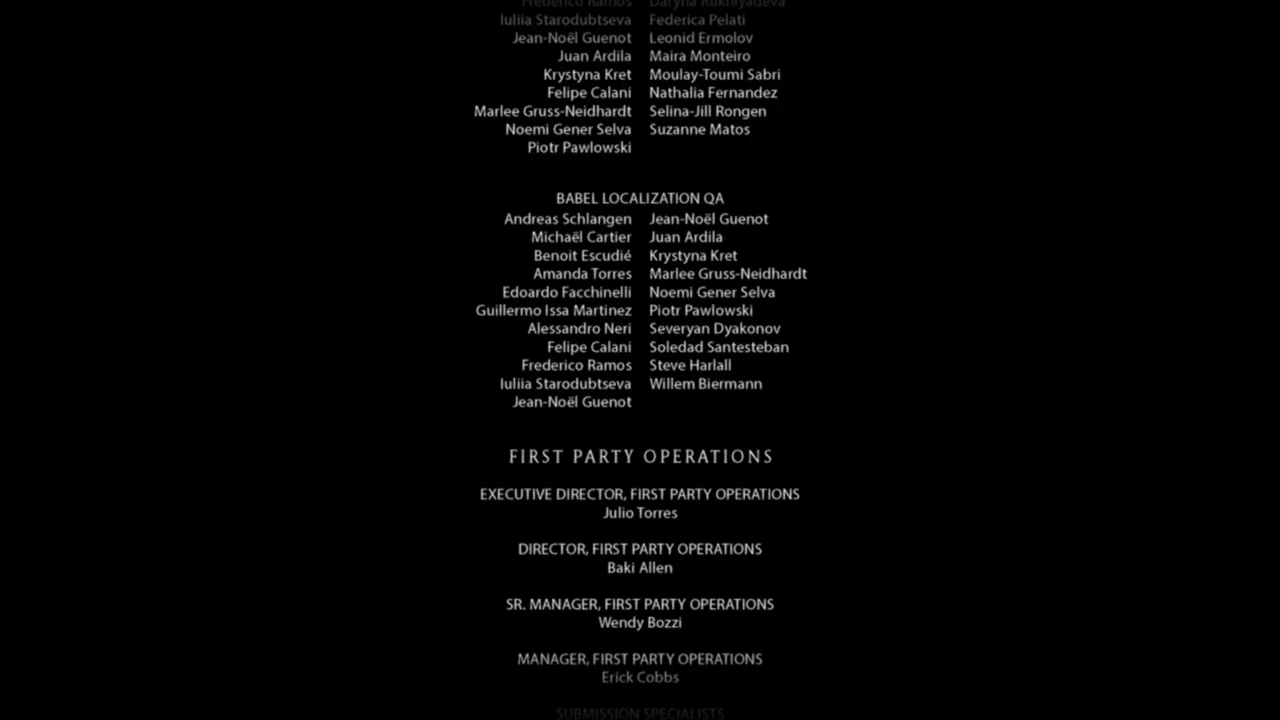 Frederico Ramos Daryna Rukhlyadeva
Iuliia Starodubtseva Federica Pelati
Jean-Noël Guenot Leonid Ermolov
Juan Ardila Maira Monteiro
Krystyna Kret Moulay-Toumi Sabri
Felipe Calani Nathalia Fernandez
Marlee Gruss-Neidhardt Selina-Jill Rongen
Noemi Gener Selva Suzanne Matos
Piotr Pawlowski
BABEL LOCALIZATION QA
Andreas Schlangen Jean-Noël Guenot
Michaël Cartier Juan Ardila
Benoit Escudié Krystyna Kret
Amanda Torres Marlee Gruss-Neidhardt
Edoardo Facchinelli Noemi Gener Selva
Guillermo Issa Martinez Piotr Pawlowski
Alessandro Neri Severyan Dyakonov
Felipe Calani Soledad Santesteban
Frederico Ramos Steve Harlall
Iuliia Starodubtseva Willem Biermann
Jean-Noël Guenot
FIRST PARTY OPERATIONS
EXECUTIVE DIRECTOR, FIRST PARTY OPERATIONS
Julio Torres
DIRECTOR, FIRST PARTY OPERATIONS
Baki Allen
SR. MANAGER, FIRST PARTY OPERATIONS
Wendy Bozzi
MANAGER, FIRST PARTY OPERATIONS
Erick Cobbs
SUBMISSION SPECIALISTS